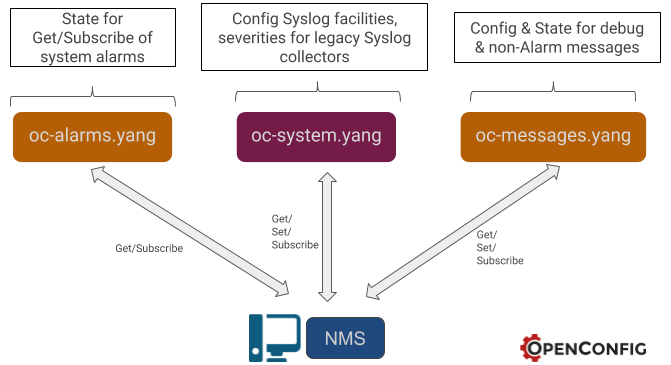 State for
Get/Subscribe of
system alarms
Config Syslog facilities,
severities for legacy Syslog
collectors
Config & State for debug
& non-Alarm messages
oc-alarms.yang
oc-system.yang
oc-messages.yang
Get/Subscribe
Get/
Set/
Subscribe
Get/
Set/
Subscribe
NMS
OPENCONFIG